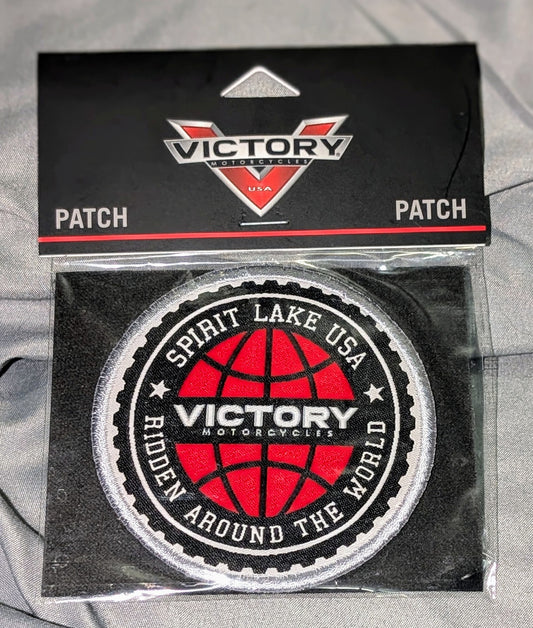 VICTORY
MOTORCYCLES
USA
PATCH PATCH
SPIRIT LAKE USA
VICTORY
MOTORCYCLES
RIDDEN AROUND THE WORLD